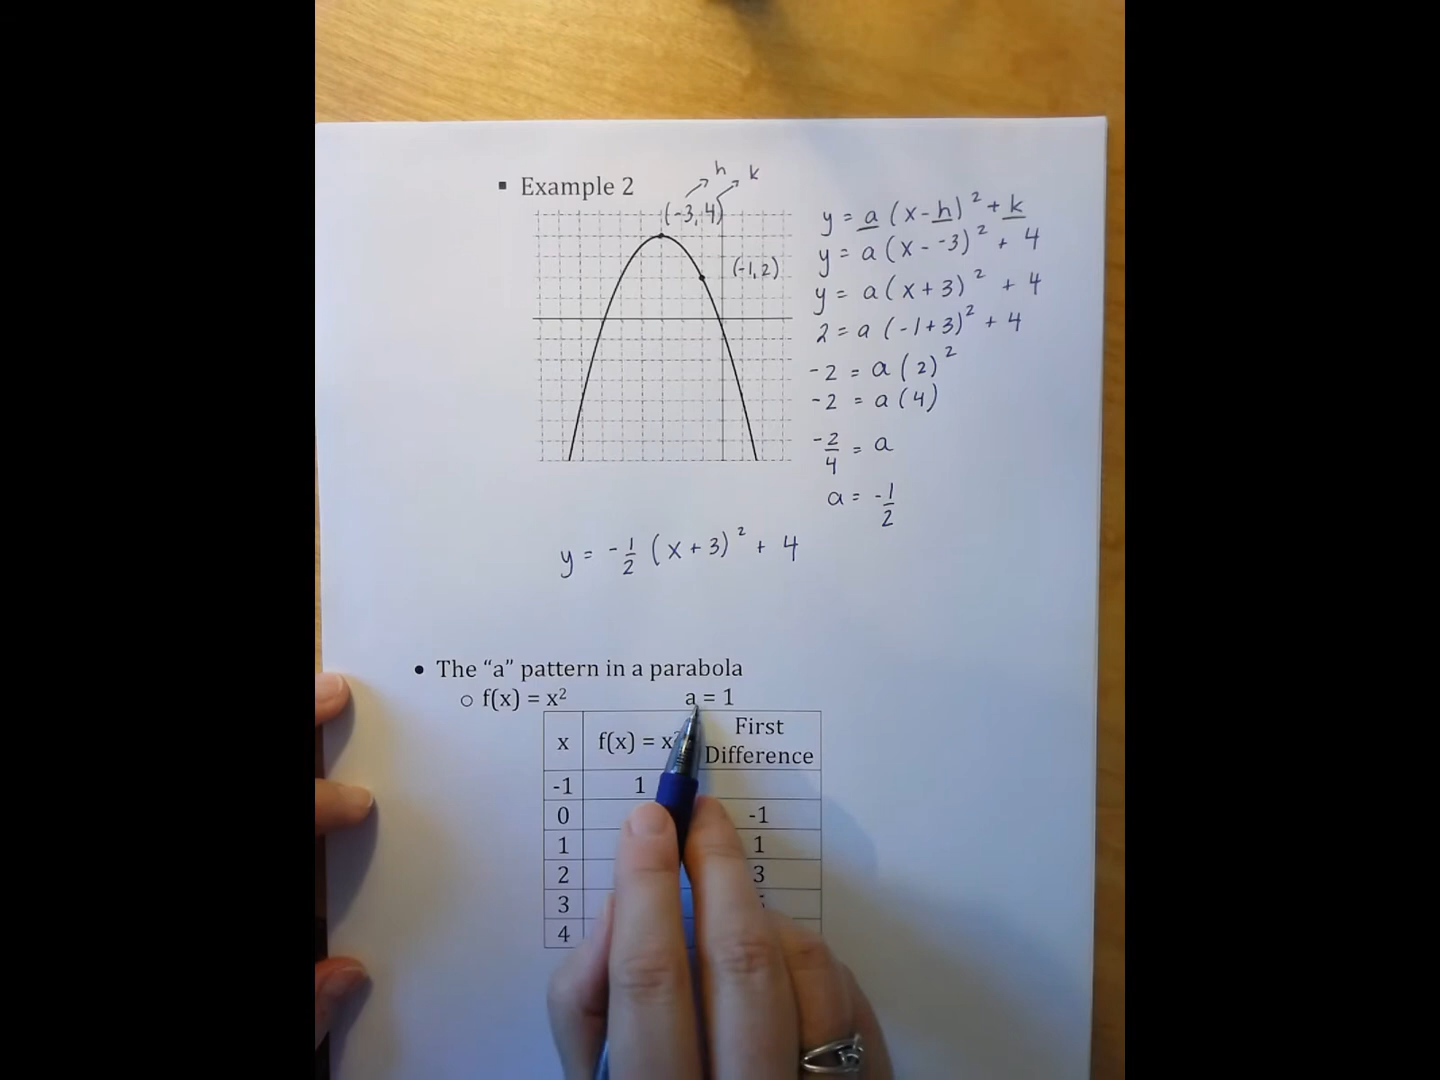 ▪ Example 2
h k
(-3, 4)
(-1, 2)
y = a (x - h)² + k
y = a (x - -3)² + 4
y = a (x + 3)² + 4
2 = a (-1 + 3)² + 4
-2 = a (2)²
-2 = a (4)
-2/4 = a
a = -1/2
y = -1/2 (x + 3)² + 4
• The “a” pattern in a parabola
○ f(x) = x² a = 1
x f(x) = x² First Difference
-1 1
0 -1
1 1
2 3
3
4